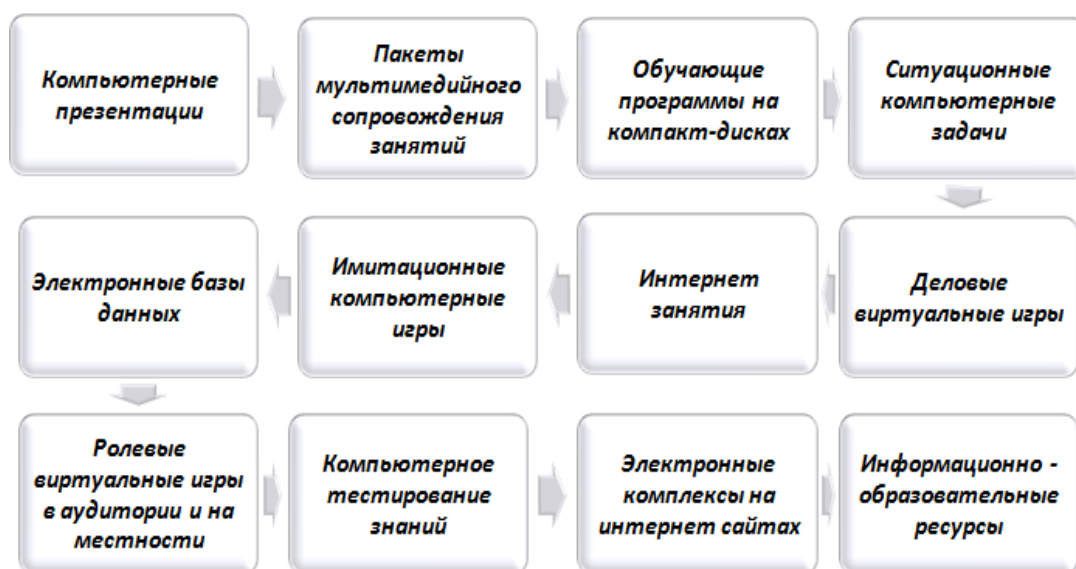 Компьютерные
презентации
Пакеты
мультимедийного
сопровождения
занятий
Обучающие
программы на
компакт-дисках
Ситуационные
компьютерные
задачи
Деловые
виртуальные игры
Интернет
занятия
Имитационные
компьютерные
игры
Электронные базы
данных
Ролевые
виртуальные игры
в аудитории и на
местности
Компьютерное
тестирование
знаний
Электронные
комплексы на
интернет сайтах
Информационно -
образовательные
ресурсы